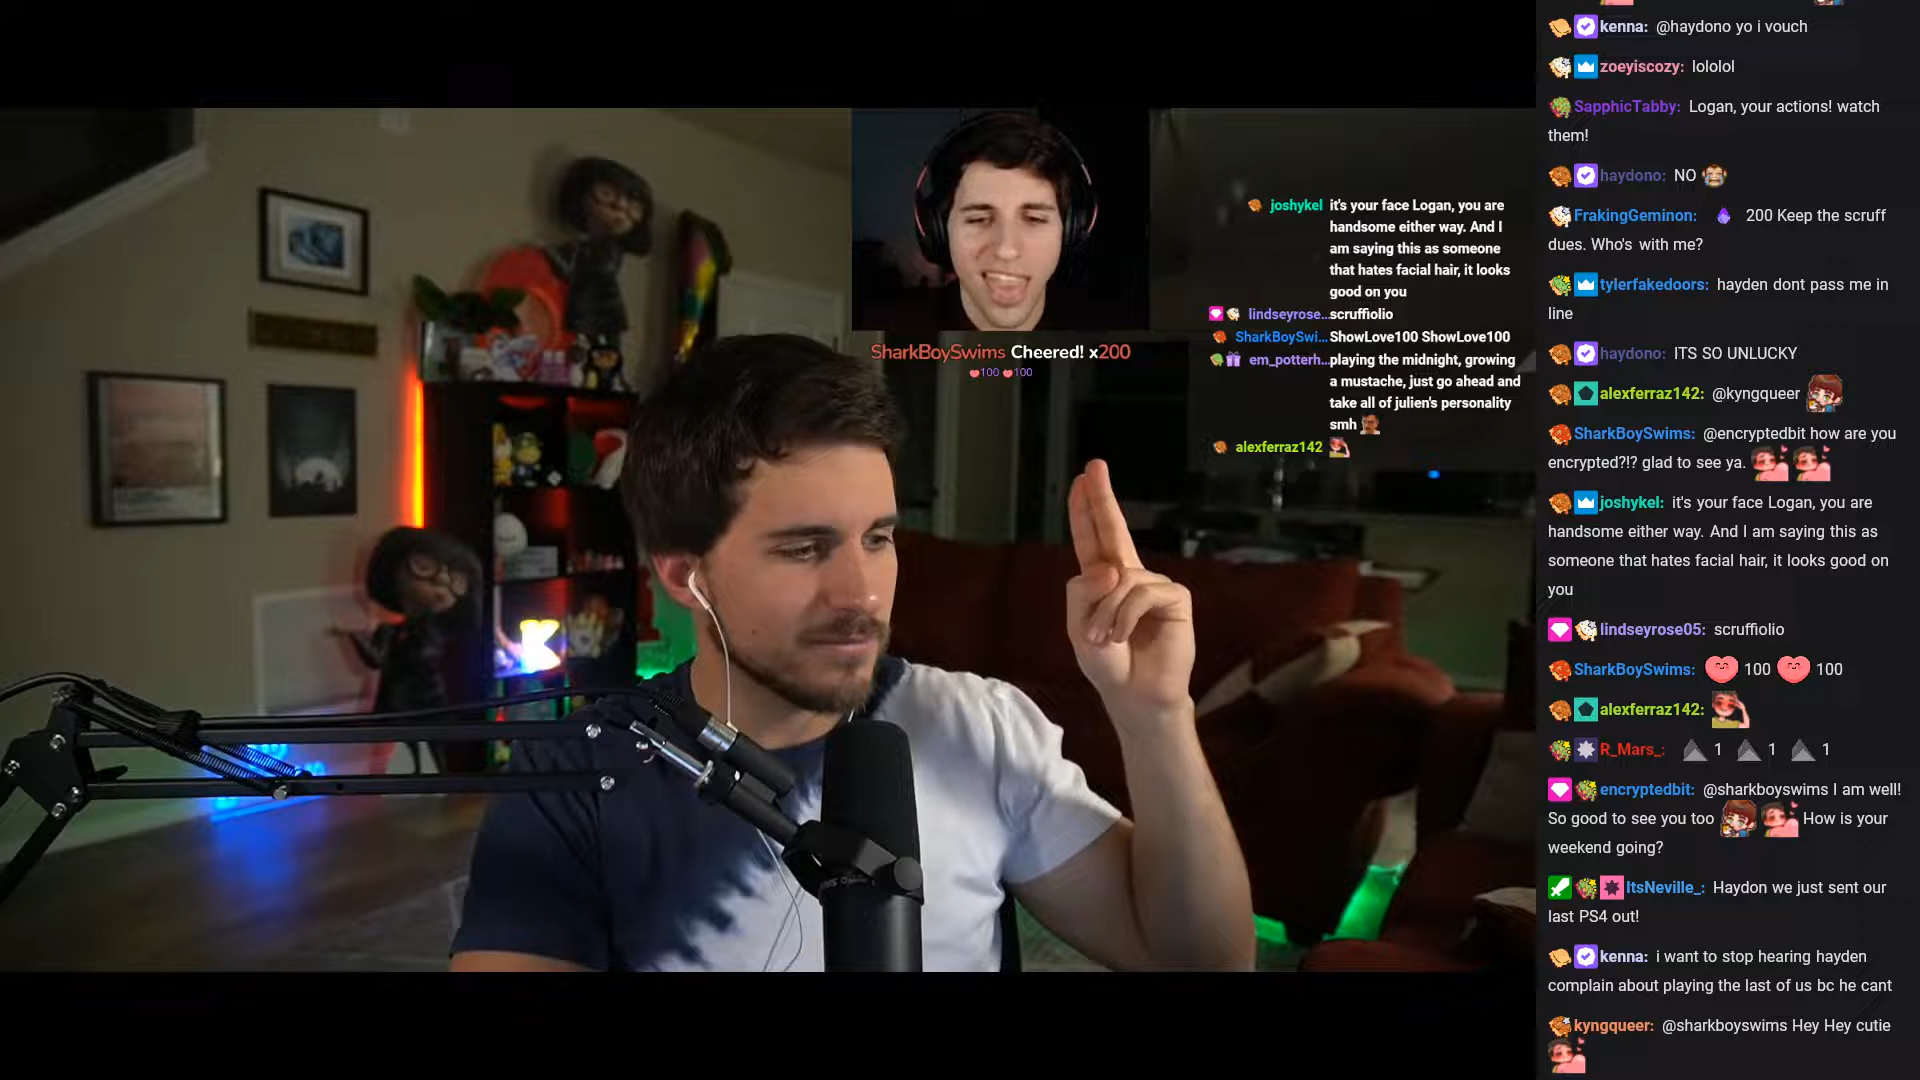 joshykel it's your face Logan, you are
handsome either way. And I
am saying this as someone
that hates facial hair, it looks
good on you
lindseyrose... scruffiolio
SharkBoySwi... ShowLove100 ShowLove100
em_potterh... playing the midnight, growing
a mustache, just go ahead and
take all of julien's personality
smh
alexferraz142
SharkBoySwims Cheered! x200
100 100
kenna: @haydono yo i vouch
zoeyiscozy: lololol
SapphicTabby: Logan, your actions! watch
them!
haydono: NO
FrakingGeminon: 200 Keep the scruff
dues. Who's with me?
tylerfakedoors: hayden dont pass me in
line
haydono: ITS SO UNLUCKY
alexferraz142: @kyngqueer
SharkBoySwims: @encryptedbit how are you
encrypted?!? glad to see ya.
joshykel: it's your face Logan, you are
handsome either way. And I am saying this as
someone that hates facial hair, it looks good on
you
lindseyrose05: scruffiolio
SharkBoySwims: 100 100
alexferraz142:
R_Mars_: 1 1 1
encryptedbit: @sharkboyswims I am well!
So good to see you too How is your
weekend going?
ItsNeville_: Haydon we just sent our
last PS4 out!
kenna: i want to stop hearing hayden
complain about playing the last of us bc he cant
kyngqueer: @sharkboyswims Hey Hey cutie